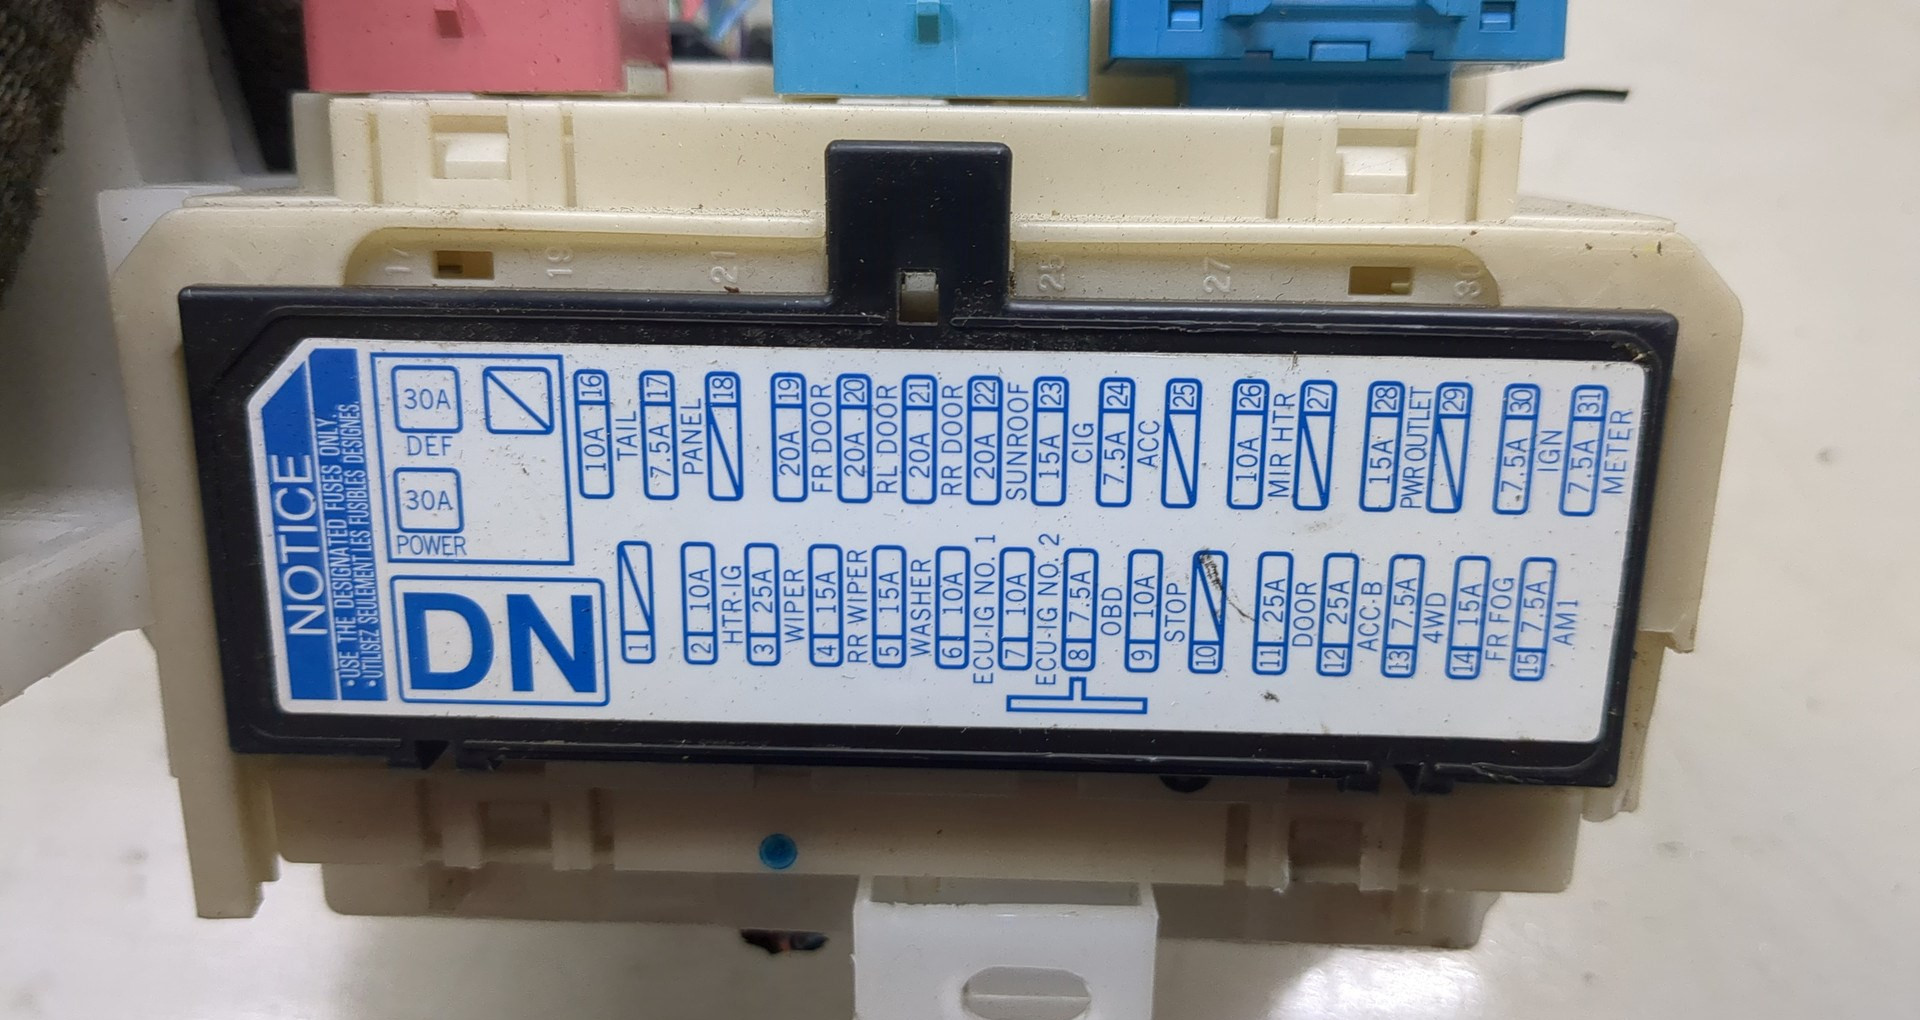 17 19 21 25 27 30
NOTICE
•USE THE DESIGNATED FUSES ONLY.
•UTILISEZ SEULEMENT LES FUSIBLES DESIGNÉS.
30A
DEF
30A
POWER
DN
10A 16
TAIL
7.5A 17
PANEL
18
20A 19
FR DOOR
20A 20
RL DOOR
20A 21
RR DOOR
20A 22
SUNROOF
15A 23
CIG
7.5A 24
ACC
25
10A 26
MIR HTR
27
15A 28
PWR OUTLET
29
7.5A 30
IGN
7.5A 31
METER
1
2 10A
HTR-IG
3 25A
WIPER
4 15A
RR WIPER
5 15A
WASHER
6 10A
ECU-IG NO. 1
7 10A
ECU-IG NO. 2
8 7.5A
OBD
9 10A
STOP
10
11 25A
DOOR
12 25A
ACC-B
13 7.5A
4WD
14 15A
FR FOG
15 7.5A
AM1